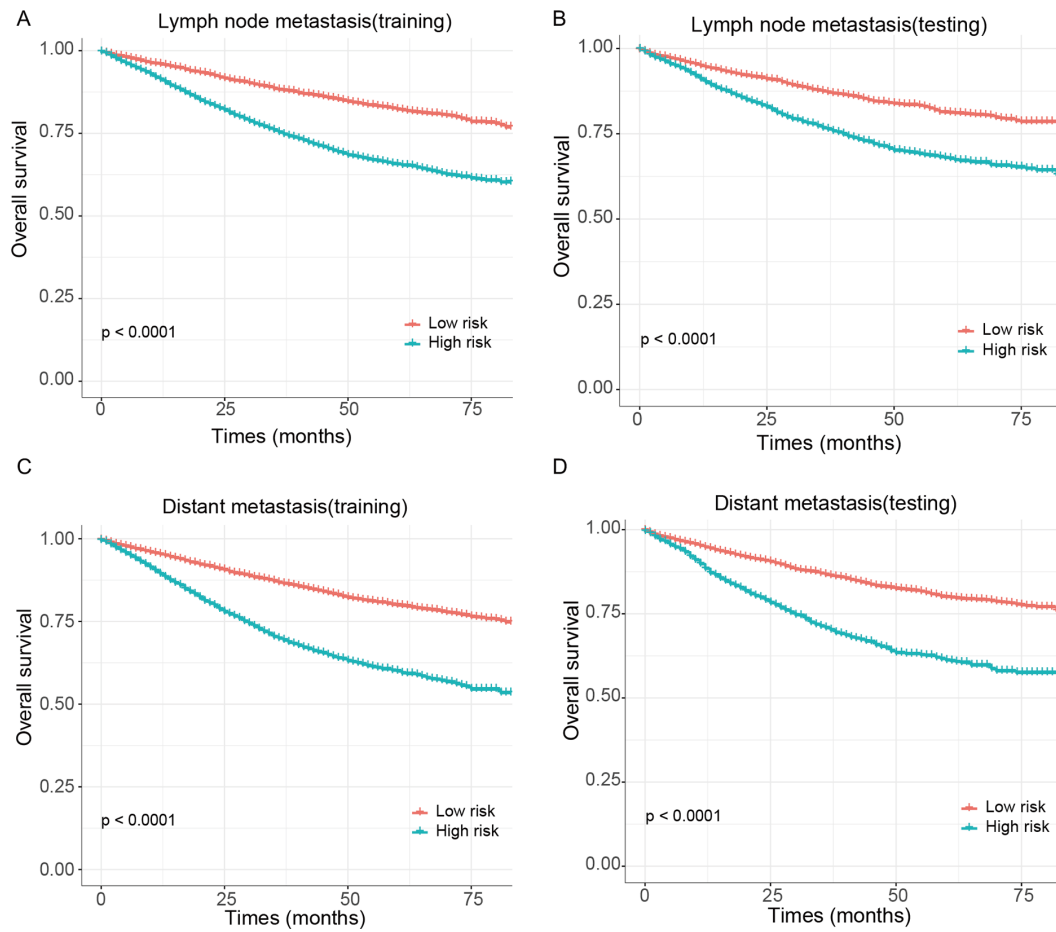 A
Lymph node metastasis(training)
1.00
0.75
0.50
0.25
0.00
Overall survival
p < 0.0001
Low risk
High risk
0 25 50 75
Times (months)
B
Lymph node metastasis(testing)
1.00
0.75
0.50
0.25
0.00
Overall survival
p < 0.0001
Low risk
High risk
0 25 50 75
Times (months)
C
Distant metastasis(training)
1.00
0.75
0.50
0.25
0.00
Overall survival
p < 0.0001
Low risk
High risk
0 25 50 75
Times (months)
D
Distant metastasis(testing)
1.00
0.75
0.50
0.25
0.00
Overall survival
p < 0.0001
Low risk
High risk
0 25 50 75
Times (months)